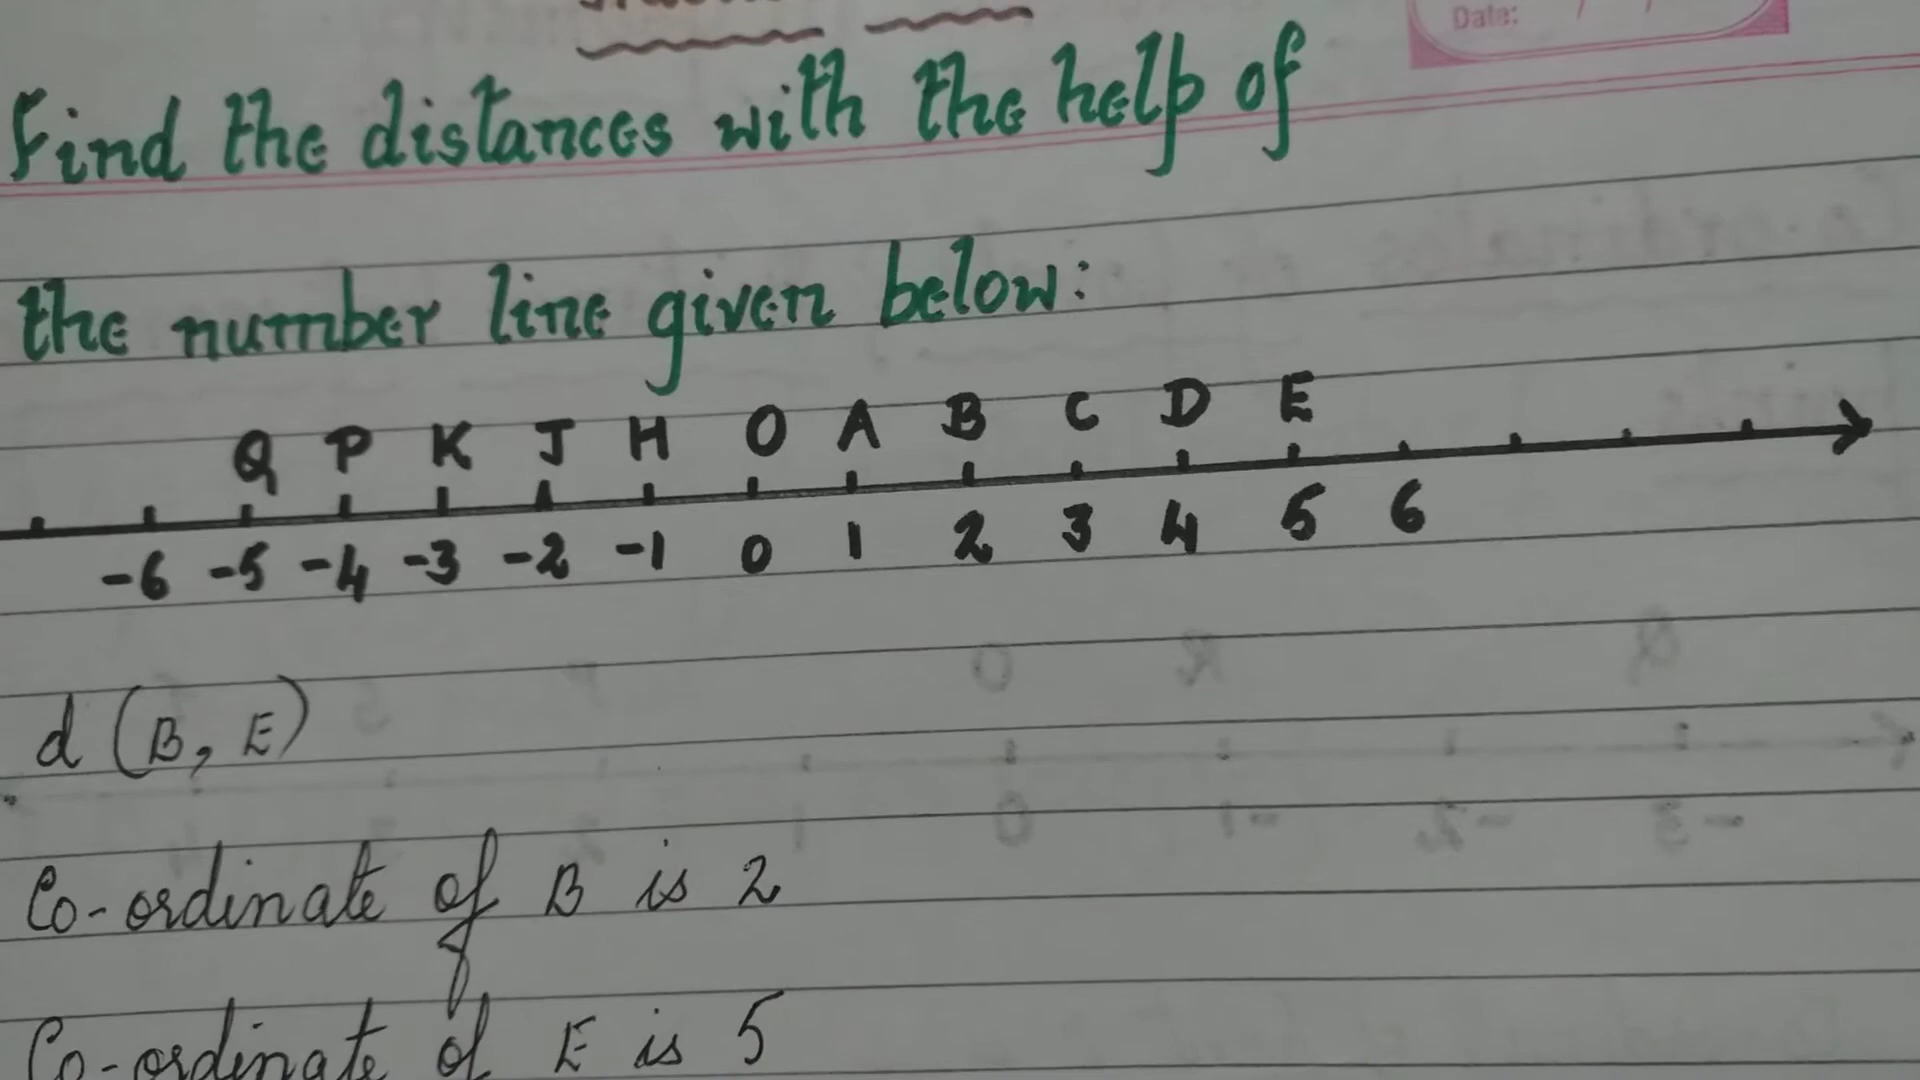 Date:
Find the distances with the help of
the number line given below:
Q P K J H O A B C D E
-6 -5 -4 -3 -2 -1 0 1 2 3 4 5 6
d (B, E)
Co-ordinate of B is 2
Co-ordinate of E is 5